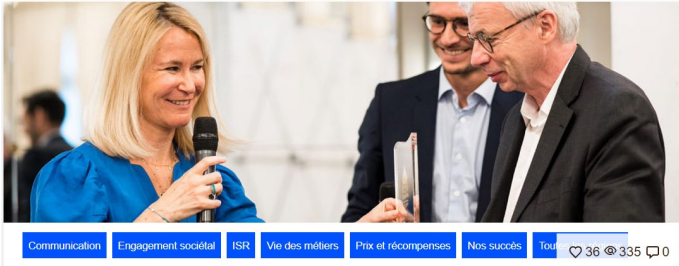 Communication Engagement sociétal ISR Vie des métiers Prix et récompenses Nos succès 36 335 0